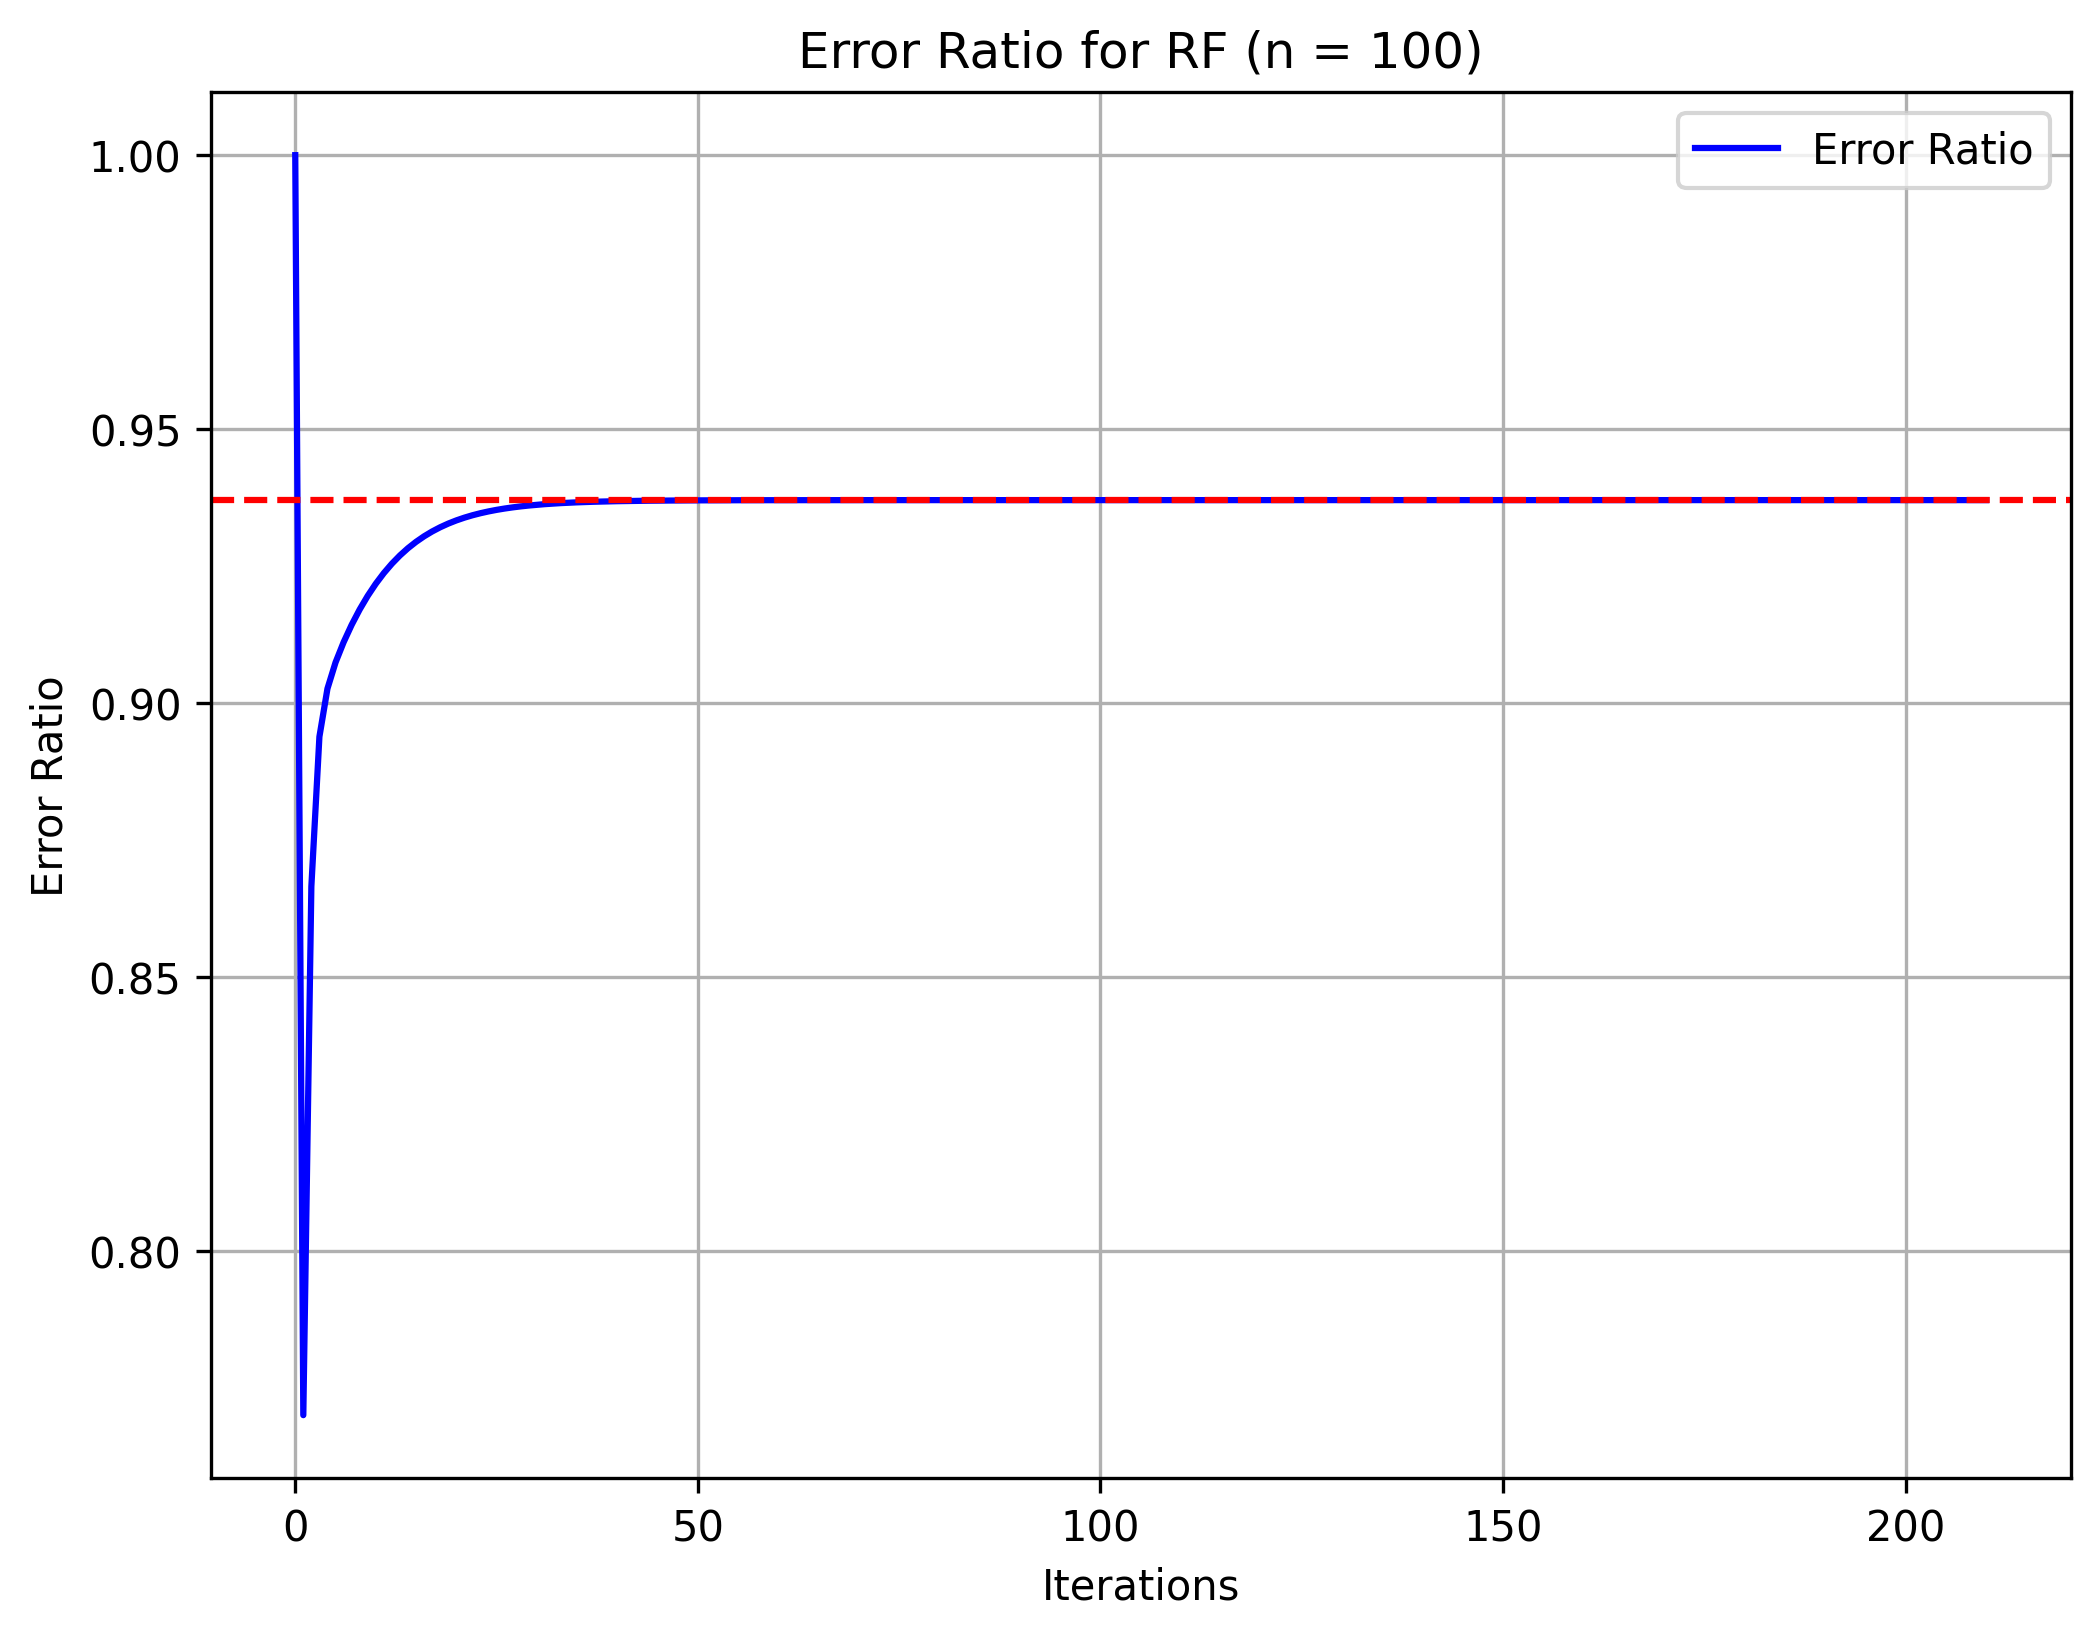 Error Ratio for RF (n = 100)
Error Ratio
1.00
0.95
0.90
0.85
0.80
Error Ratio
0
50
100
150
200
Iterations